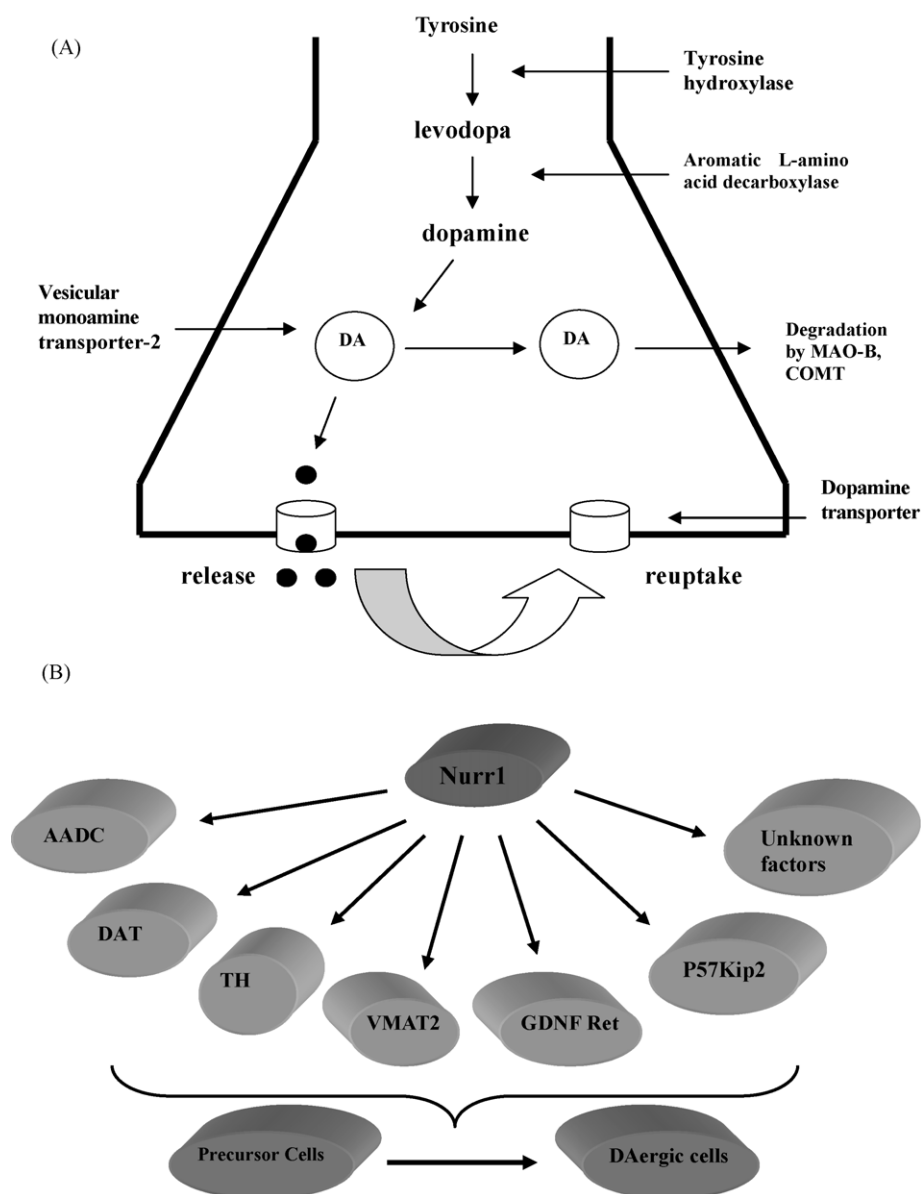 (A)
Tyrosine
Tyrosine
hydroxylase
levodopa
Aromatic L-amino
acid decarboxylase
dopamine
Vesicular
monoamine
transporter-2
DA
DA
Degradation
by MAO-B,
COMT
Dopamine
transporter
release
reuptake
(B)
Nurr1
AADC
Unknown
factors
DAT
P57Kip2
TH
VMAT2
GDNF Ret
Precursor Cells
DAergic cells